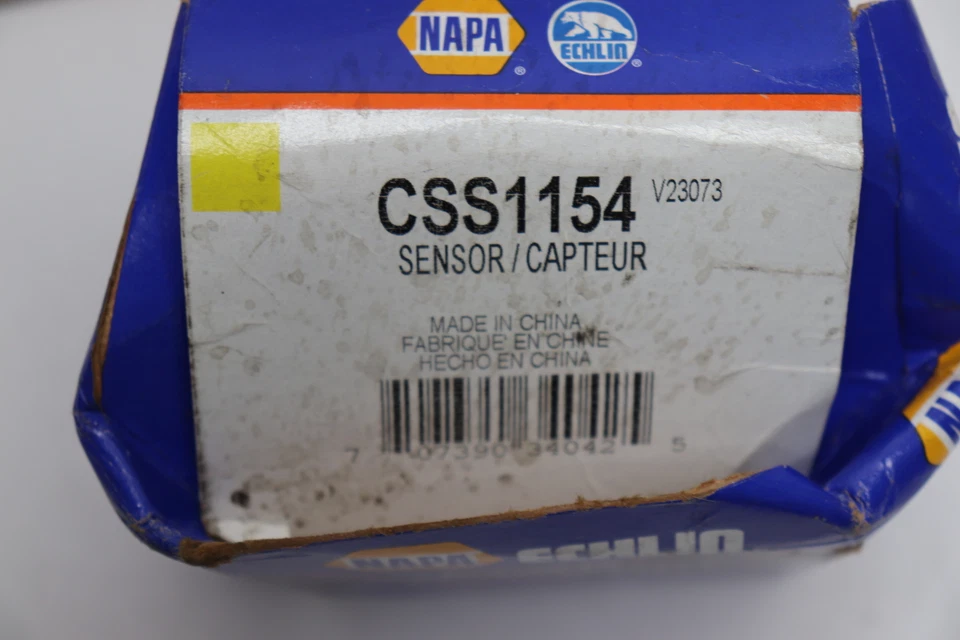 NAPA ®
ECHLIN ®
CSS1154 V23073
SENSOR / CAPTEUR
MADE IN CHINA
FABRIQUE' EN CHINE
HECHO EN CHINA
7 07390 34042 5
NA
NAPA ECHLIN